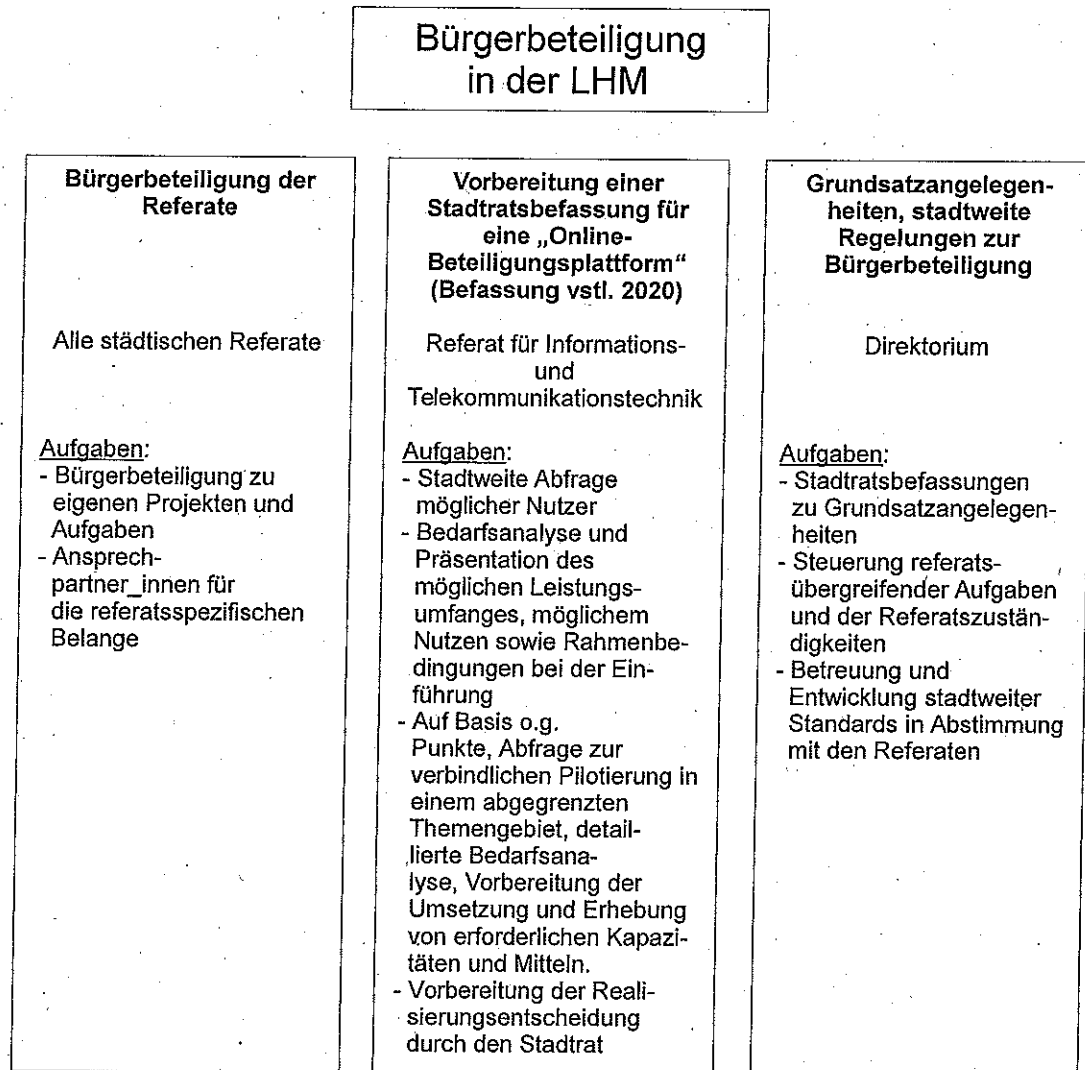 Bürgerbeteiligung
in der LHM
Bürgerbeteiligung der
Referate
Alle städtischen Referate
Aufgaben:
- Bürgerbeteiligung zu
eigenen Projekten und
Aufgaben
- Ansprech-
partner_innen für
die referatsspezifischen
Belange
Vorbereitung einer
Stadtratsbefassung für
eine „Online-
Beteiligungsplattform“
(Befassung vstl. 2020)
Referat für Informations-
und
Telekommunikationstechnik
Aufgaben:
- Stadtweite Abfrage
möglicher Nutzer
- Bedarfsanalyse und
Präsentation des
möglichen Leistungs-
umfanges, möglichem
Nutzen sowie Rahmenbe-
dingungen bei der Ein-
führung
- Auf Basis o.g.
Punkte, Abfrage zur
verbindlichen Pilotierung in
einem abgegrenzten
Themengebiet, detail-
lierte Bedarfsana-
lyse, Vorbereitung der
Umsetzung und Erhebung
von erforderlichen Kapazi-
täten und Mitteln.
- Vorbereitung der Reali-
sierungsentscheidung
durch den Stadtrat
Grundsatzangelegen-
heiten, stadtweite
Regelungen zur
Bürgerbeteiligung
Direktorium
Aufgaben:
- Stadtratsbefassungen
zu Grundsatzangelegen-
heiten
- Steuerung referats-
übergreifender Aufgaben
und der Referatszustän-
digkeiten
- Betreuung und
Entwicklung stadtweiter
Standards in Abstimmung
mit den Referaten